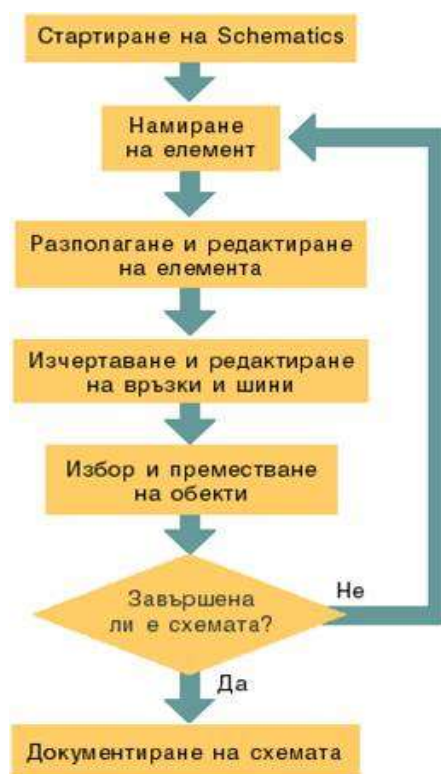 Стартиране на Schematics
Намиране
на елемент
Разполагане и редактиране
на елемента
Изчертаване и редактиране
на връзки и шини
Избор и преместване
на обекти
Завършена
ли е схемата?
Не
Да
Документиране на схемата